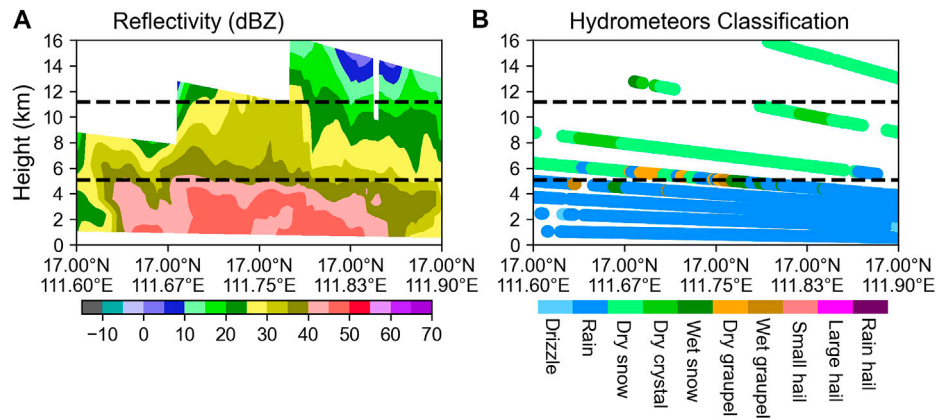 A Reflectivity (dBZ)
B Hydrometeors Classification
Height (km)
16
14
12
10
8
6
4
2
0
17.00°N 17.00°N 17.00°N 17.00°N 17.00°N
111.60°E 111.67°E 111.75°E 111.83°E 111.90°E
−10 0 10 20 30 40 50 60 70
16
14
12
10
8
6
4
2
0
17.00°N 17.00°N 17.00°N 17.00°N 17.00°N
111.60°E 111.67°E 111.75°E 111.83°E 111.90°E
Drizzle
Rain
Dry snow
Dry crystal
Wet snow
Dry graupel
Wet graupel
Small hail
Large hail
Rain hail